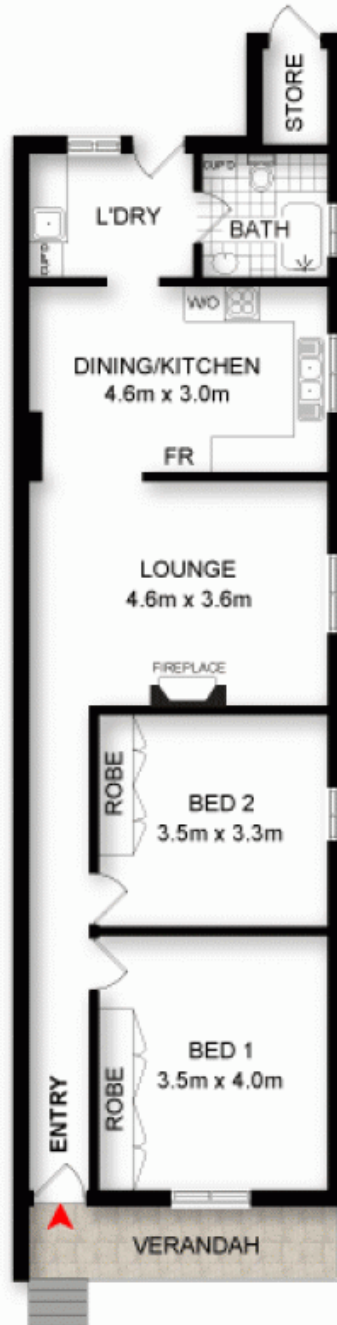 STORE
CUP'D
L'DRY
BATH
CUP'D
W/O
DINING/KITCHEN
4.6m x 3.0m
FR
LOUNGE
4.6m x 3.6m
FIREPLACE
ROBE
BED 2
3.5m x 3.3m
BED 1
3.5m x 4.0m
ROBE
ENTRY
VERANDAH